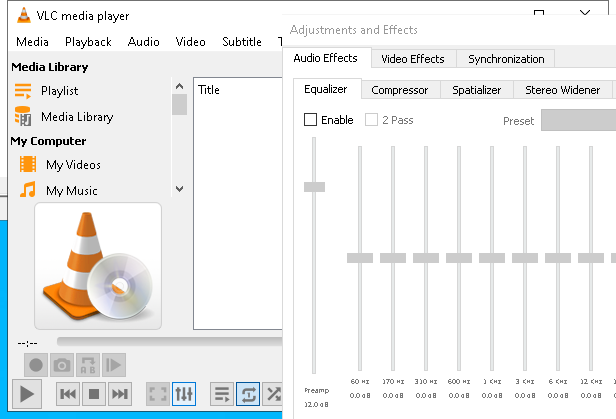 VLC media player
Media Playback Audio Video Subtitle T
Media Library
Playlist
Media Library
My Computer
My Videos
My Music
Title
--:--
Adjustments and Effects
Audio Effects Video Effects Synchronization
Equalizer Compressor Spatializer Stereo Widener
Enable 2 Pass Preset
60 Hz 170 Hz 310 Hz 600 Hz 1 KHz 3 KHz 6 KHz 12 KHz
Preamp 0.0 dB 0.0 dB 0.0 dB 0.0 dB 0.0 dB 0.0 dB 0.0 dB 0.0 dB
12.0 dB